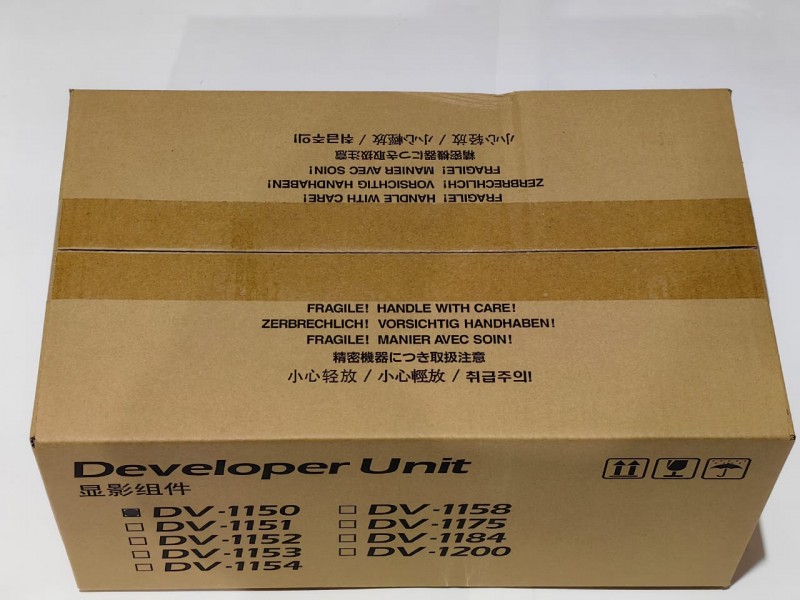 小心轻放 / 小心輕放 / 취급주의!
精密機器につき取扱注意
FRAGILE! MANIER AVEC SOIN!
ZERBRECHLICH! VORSICHTIG HANDHABEN!
FRAGILE! HANDLE WITH CARE!
FRAGILE! HANDLE WITH CARE!
ZERBRECHLICH! VORSICHTIG HANDHABEN!
FRAGILE! MANIER AVEC SOIN!
精密機器につき取扱注意
小心轻放 / 小心輕放 / 취급주의!
Developer Unit
显影组件
DV-1150
DV-1151
DV-1152
DV-1153
DV-1154
DV-1158
DV-1175
DV-1184
DV-1200